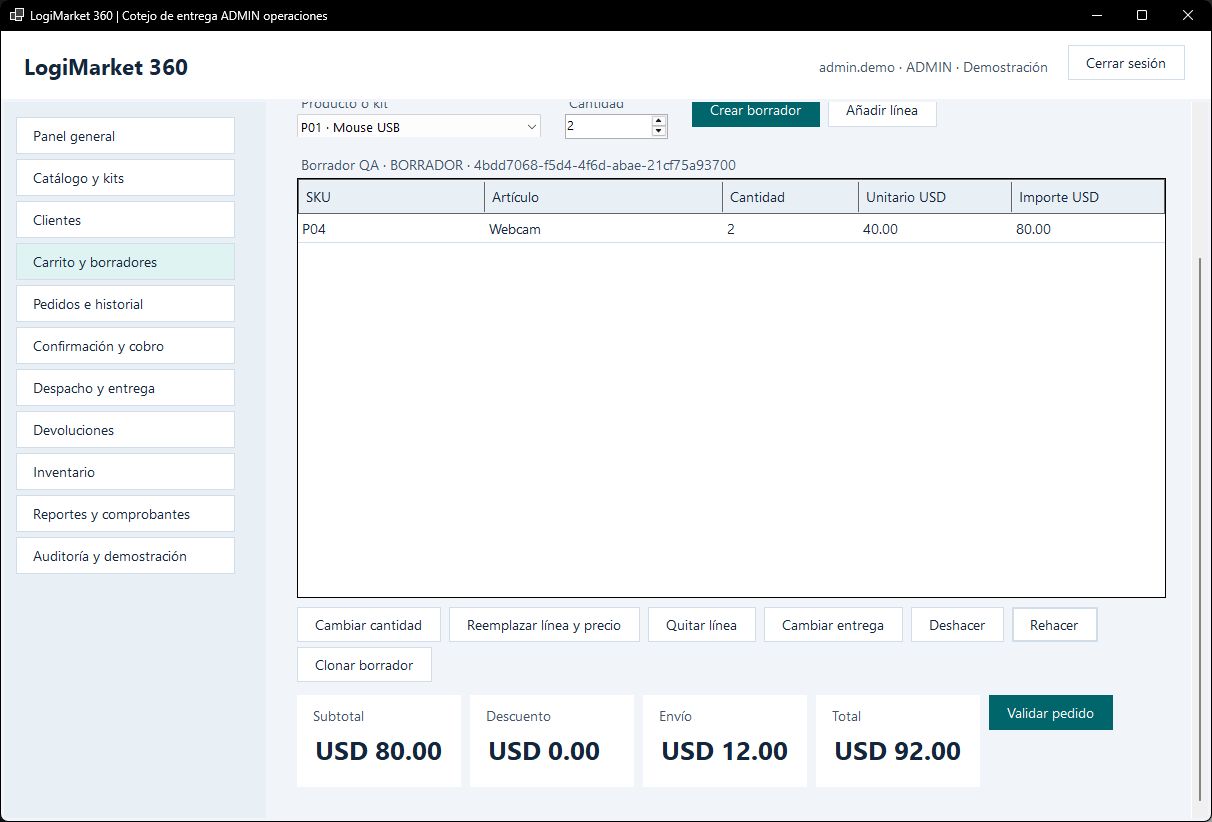 LogiMarket 360 | Cotejo de entrega ADMIN operaciones
LogiMarket 360
admin.demo · ADMIN · Demostración
Cerrar sesión
Panel general
Catálogo y kits
Clientes
Carrito y borradores
Pedidos e historial
Confirmación y cobro
Despacho y entrega
Devoluciones
Inventario
Reportes y comprobantes
Auditoría y demostración
Producto o kit
Cantidad
P01 · Mouse USB
2
Crear borrador
Añadir línea
Borrador QA · BORRADOR · 4bdd7068-f5d4-4f6d-abae-21cf75a93700
SKU Artículo Cantidad Unitario USD Importe USD
P04 Webcam 2 40.00 80.00
Cambiar cantidad
Reemplazar línea y precio
Quitar línea
Cambiar entrega
Deshacer
Rehacer
Clonar borrador
Subtotal
USD 80.00
Descuento
USD 0.00
Envío
USD 12.00
Total
USD 92.00
Validar pedido